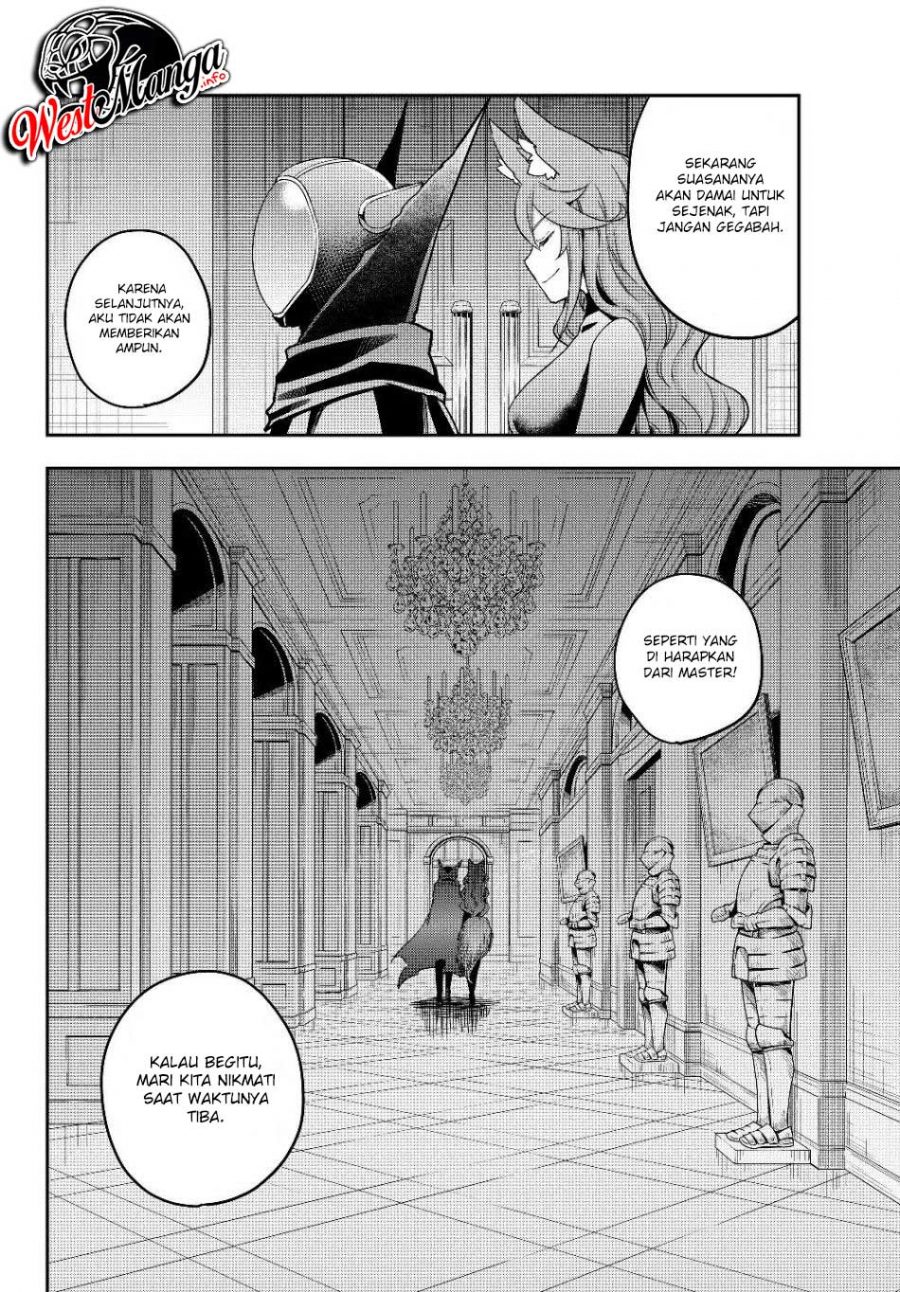 WestManga
.info
SEKARANG
SUASANANYA
AKAN DAMAI UNTUK
SEJENAK, TAPI
JANGAN GEGABAH.
KARENA
SELANJUTNYA,
AKU TIDAK AKAN
MEMBERIKAN
AMPUN.
SEPERTI YANG
DI HARAPKAN
DARI MASTER!
KALAU BEGITU,
MARI KITA NIKMATI
SAAT WAKTUNYA
TIBA.